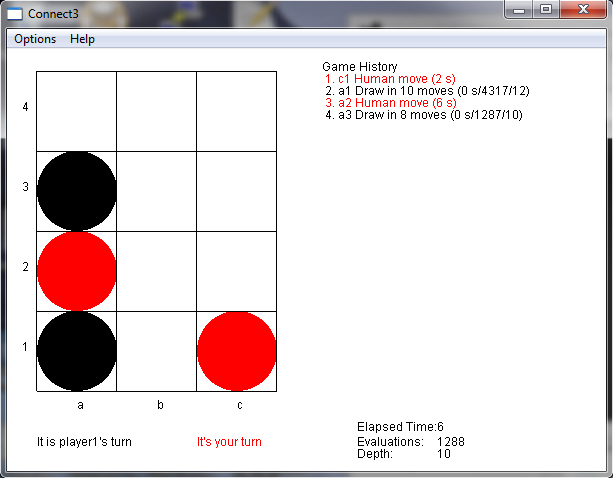 Connect3
Options Help
Game History
1. c1 Human move (2 s)
2. a1 Draw in 10 moves (0 s/4317/12)
3. a2 Human move (6 s)
4. a3 Draw in 8 moves (0 s/1287/10)
4
3
2
1
a b c
It is player1's turn It's your turn
Elapsed Time:6
Evaluations: 1288
Depth: 10